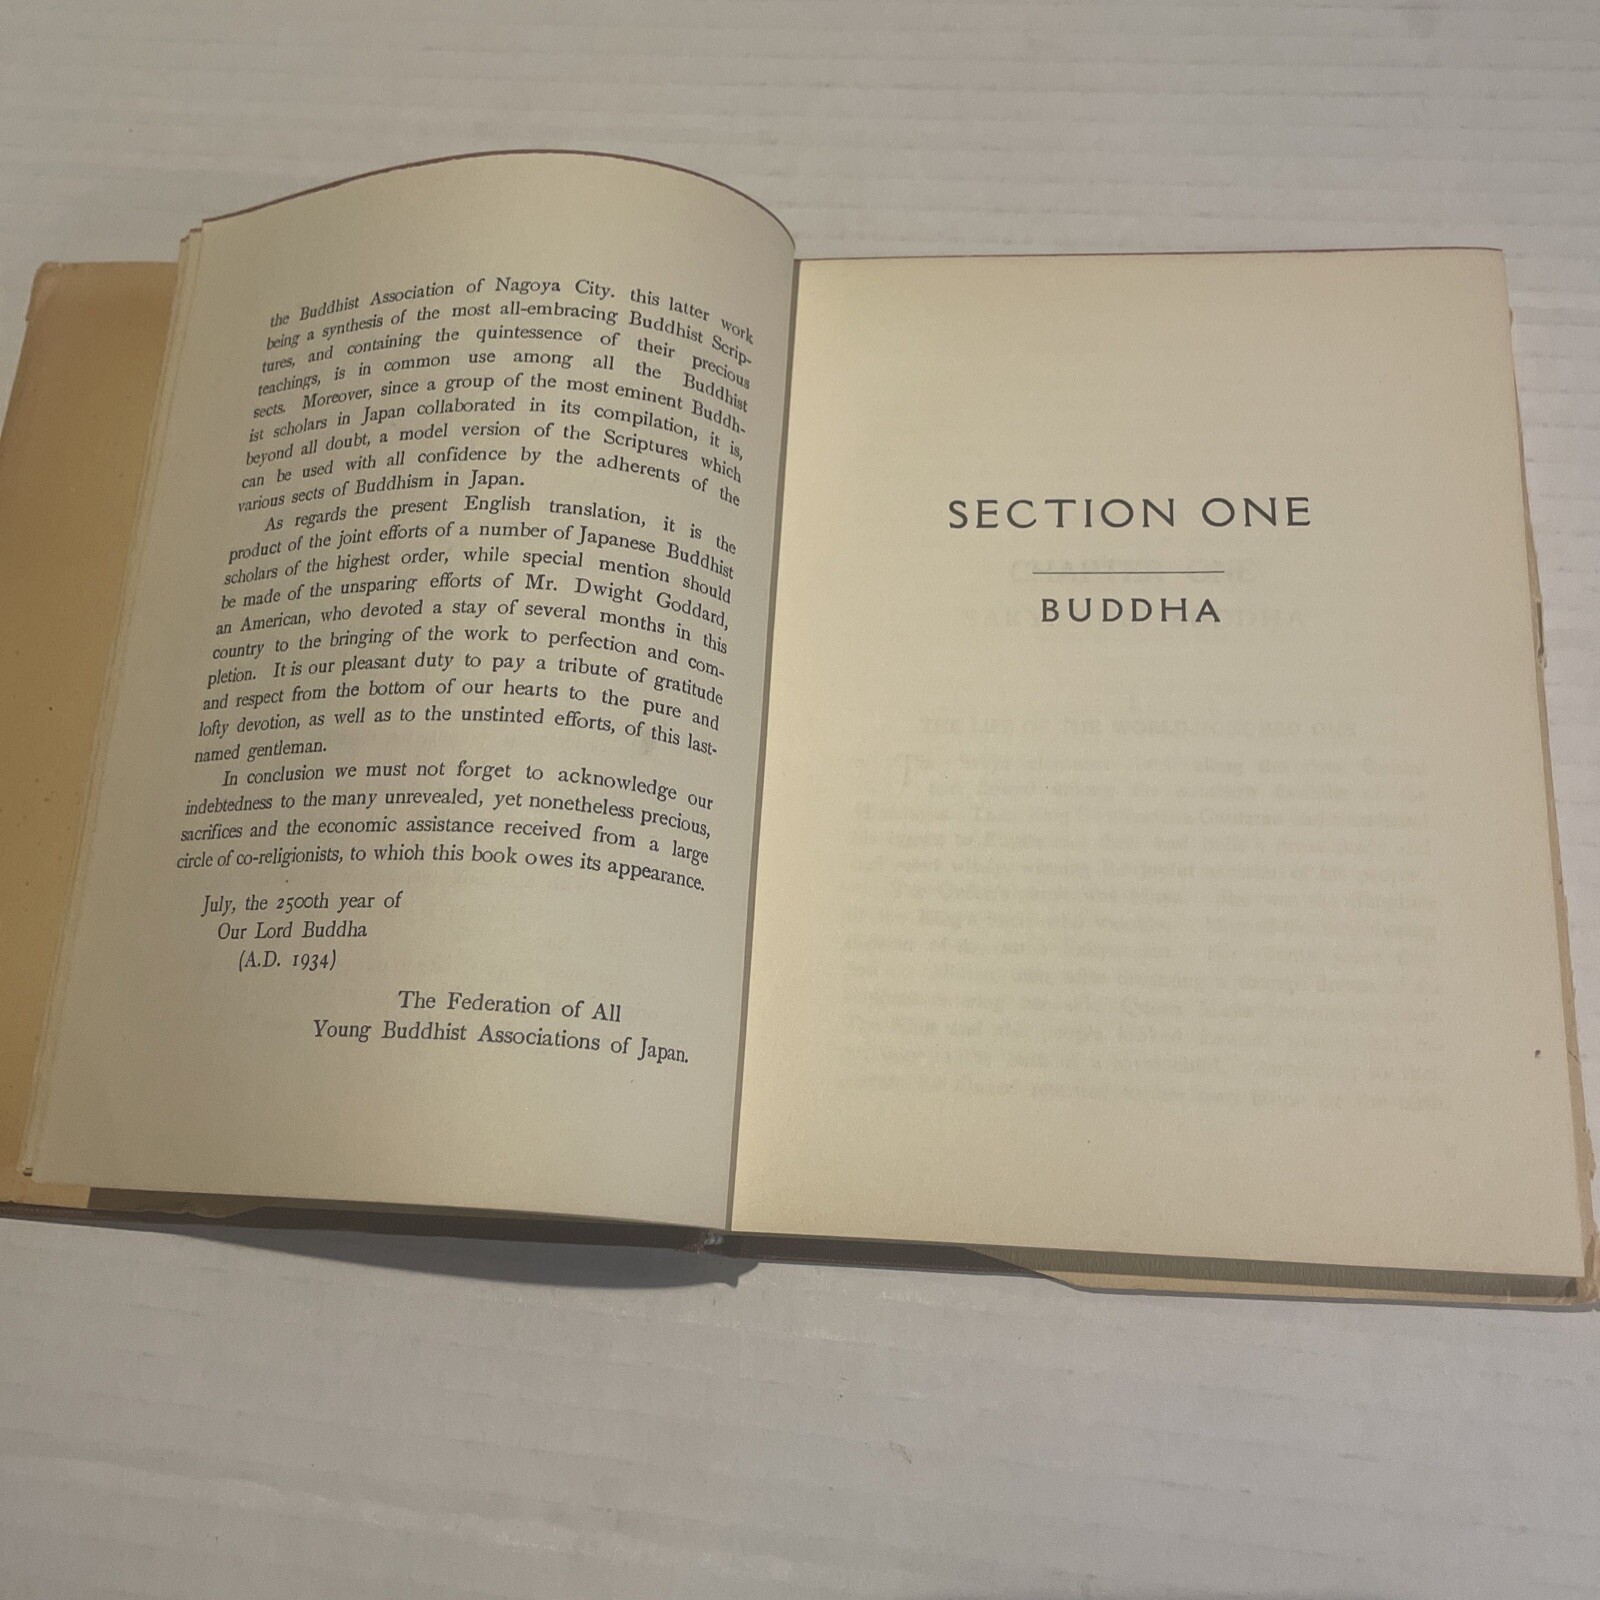 the Buddhist Association of Nagoya City. this latter work
being a synthesis of the most all-embracing Buddhist Scrip-
tures, and containing the quintessence of their precious
teachings, is in common use among all the Buddhist
sects. Moreover, since a group of the most eminent Buddh-
ist scholars in Japan collaborated in its compilation, it is,
beyond all doubt, a model version of the Scriptures which
can be used with all confidence by the adherents of the
various sects of Buddhism in Japan.
As regards the present English translation, it is the
product of the joint efforts of a number of Japanese Buddhist
scholars of the highest order, while special mention should
be made of the unsparing efforts of Mr. Dwight Goddard,
an American, who devoted a stay of several months in this
country to the bringing of the work to perfection and com-
pletion. It is our pleasant duty to pay a tribute of gratitude
and respect from the bottom of our hearts to the pure and
lofty devotion, as well as to the unstinted efforts, of this last-
named gentleman.
In conclusion we must not forget to acknowledge our
indebtedness to the many unrevealed, yet nonetheless precious,
sacrifices and the economic assistance received from a large
circle of co-religionists, to which this book owes its appearance.
July, the 2500th year of
Our Lord Buddha
(A.D. 1934)
The Federation of All
Young Buddhist Associations of Japan.
SECTION ONE
BUDDHA